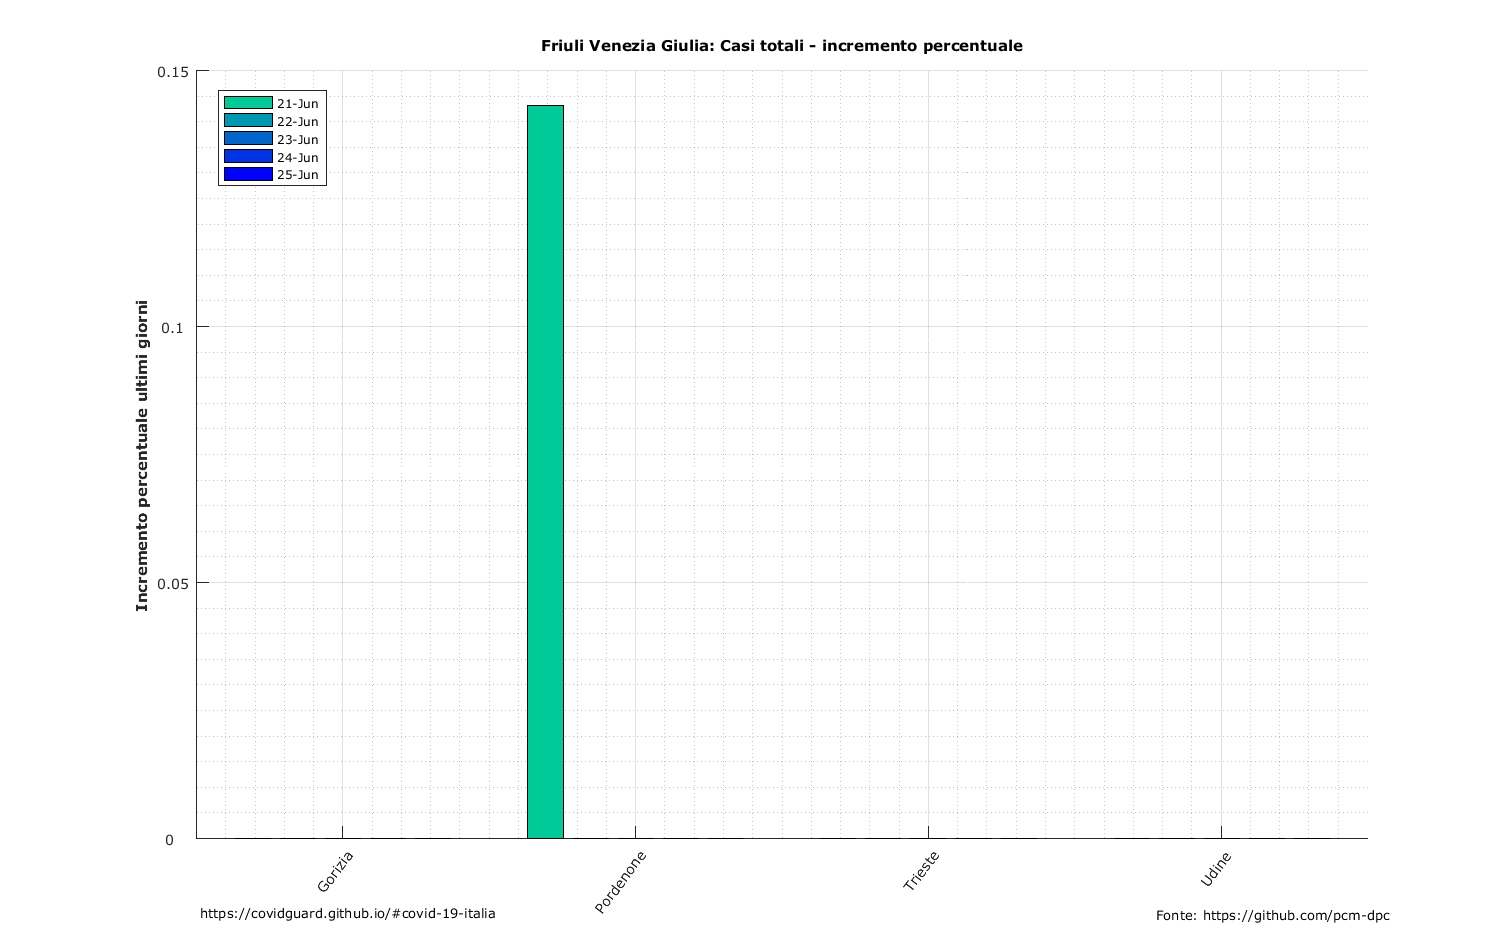 Friuli Venezia Giulia: Casi totali - incremento percentuale
0.15
0.1
0.05
0
Incremento percentuale ultimi giorni
21-Jun
22-Jun
23-Jun
24-Jun
25-Jun
Gorizia
Pordenone
Trieste
Udine
https://covidguard.github.io/#covid-19-italia
Fonte: https://github.com/pcm-dpc